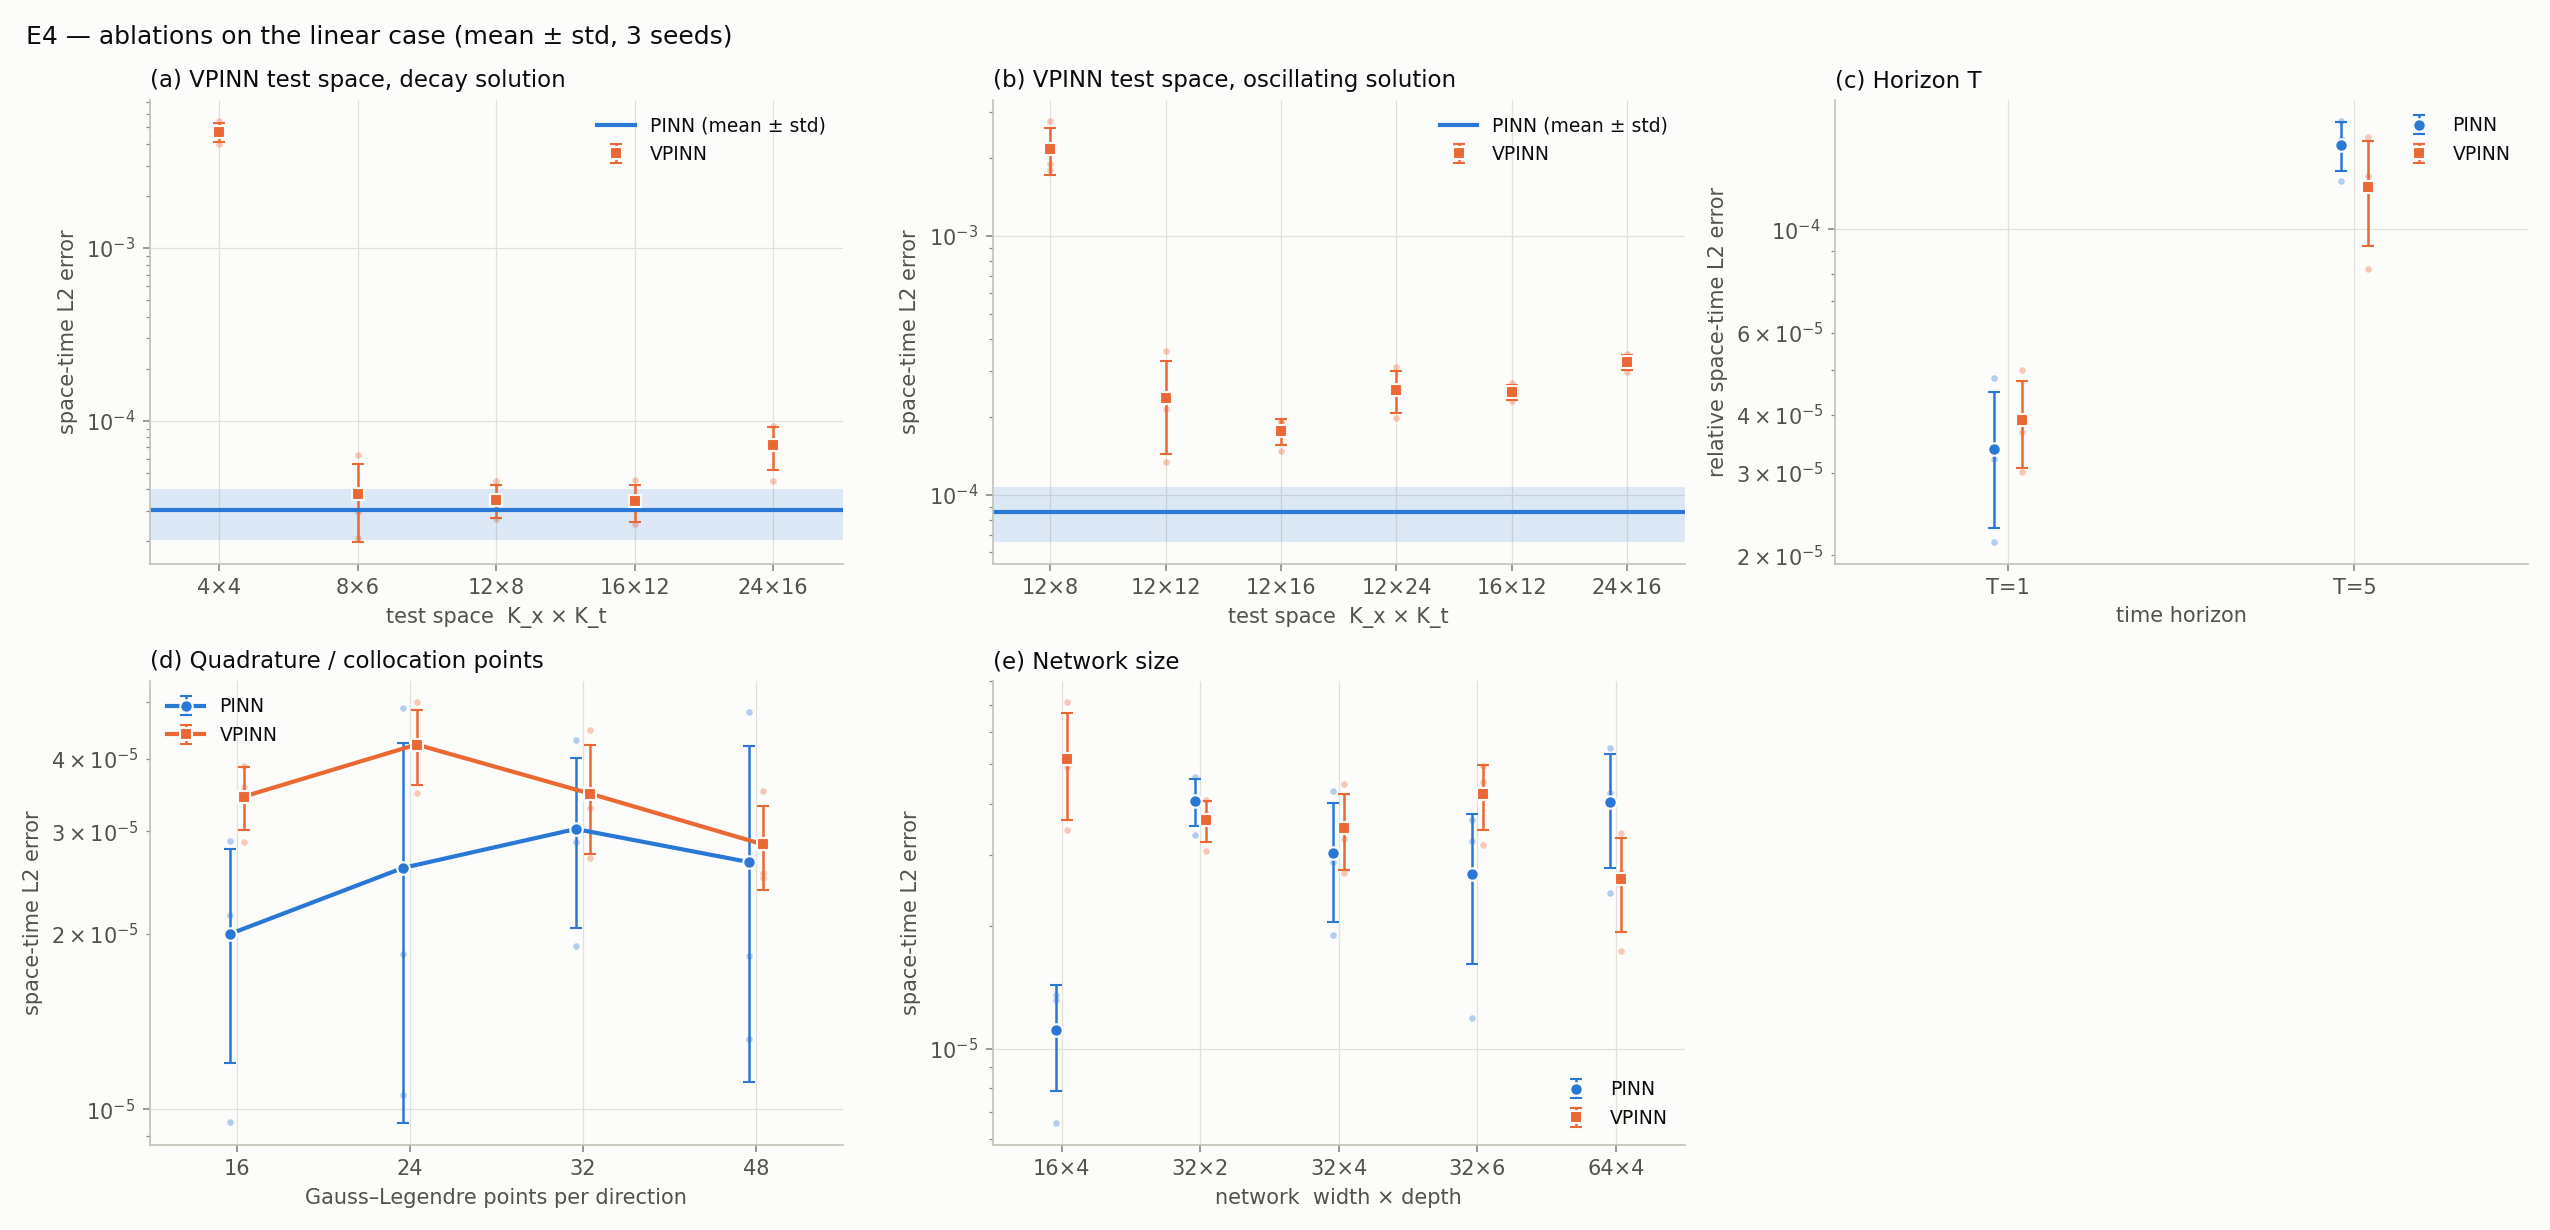 E4 — ablations on the linear case (mean ± std, 3 seeds)
(a) VPINN test space, decay solution
PINN (mean ± std)
VPINN
space-time L2 error
10⁻³
10⁻⁴
4×4
8×6
12×8
16×12
24×16
test space K_x × K_t
(b) VPINN test space, oscillating solution
PINN (mean ± std)
VPINN
space-time L2 error
10⁻³
10⁻⁴
12×8
12×12
12×16
12×24
16×12
24×16
test space K_x × K_t
(c) Horizon T
PINN
VPINN
relative space-time L2 error
10⁻⁴
6 × 10⁻⁵
4 × 10⁻⁵
3 × 10⁻⁵
2 × 10⁻⁵
T=1
T=5
time horizon
(d) Quadrature / collocation points
PINN
VPINN
space-time L2 error
4 × 10⁻⁵
3 × 10⁻⁵
2 × 10⁻⁵
10⁻⁵
16
24
32
48
Gauss–Legendre points per direction
(e) Network size
space-time L2 error
10⁻⁵
PINN
VPINN
16×4
32×2
32×4
32×6
64×4
network width × depth